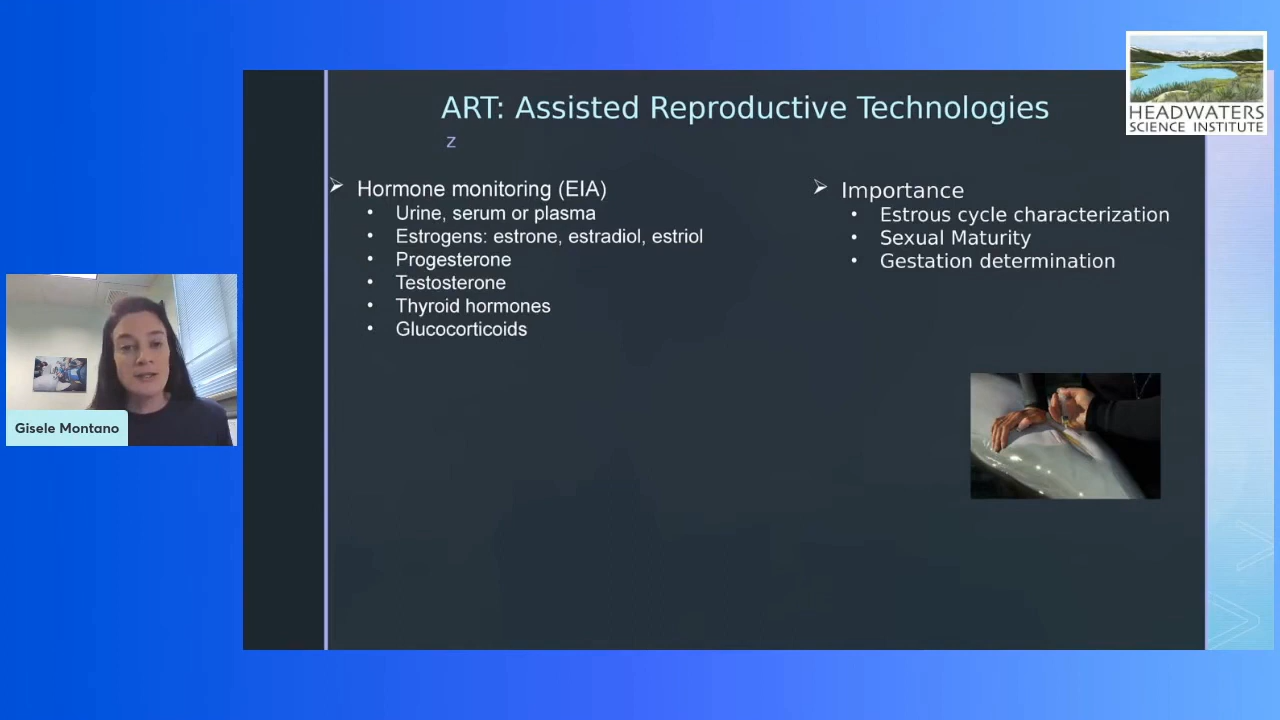 ART: Assisted Reproductive Technologies
z
Hormone monitoring (EIA)
Urine, serum or plasma
Estrogens: estrone, estradiol, estriol
Progesterone
Testosterone
Thyroid hormones
Glucocorticoids
Importance
Estrous cycle characterization
Sexual Maturity
Gestation determination
Gisele Montano
HEADWATERS
SCIENCE INSTITUTE